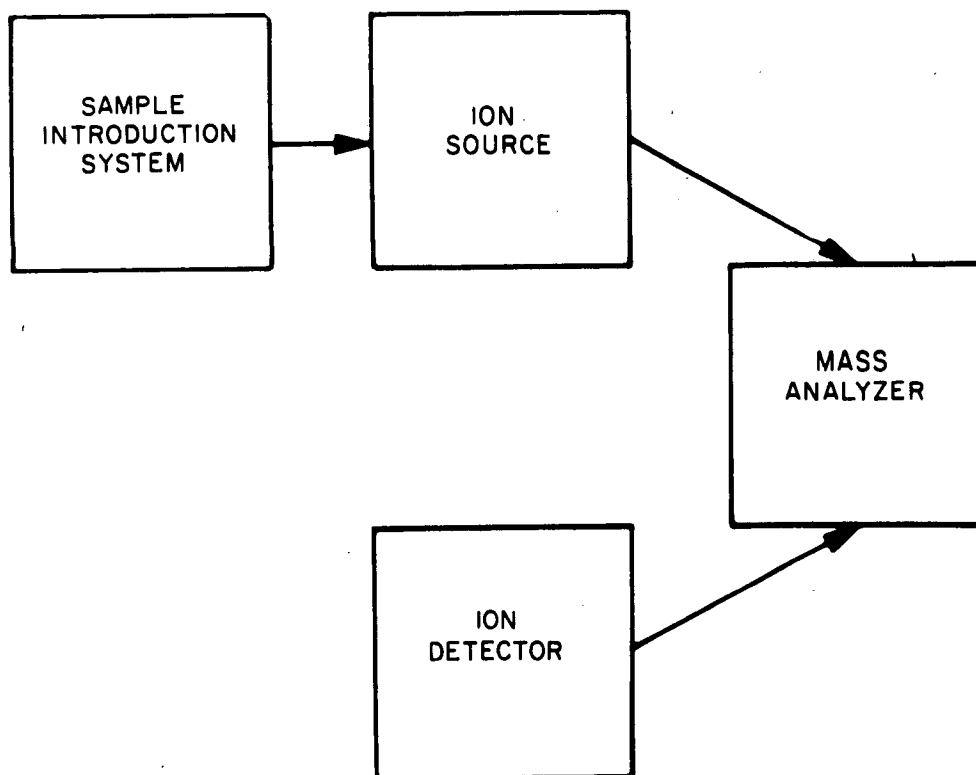 SAMPLE
INTRODUCTION
SYSTEM
ION
SOURCE
MASS
ANALYZER
ION
DETECTOR